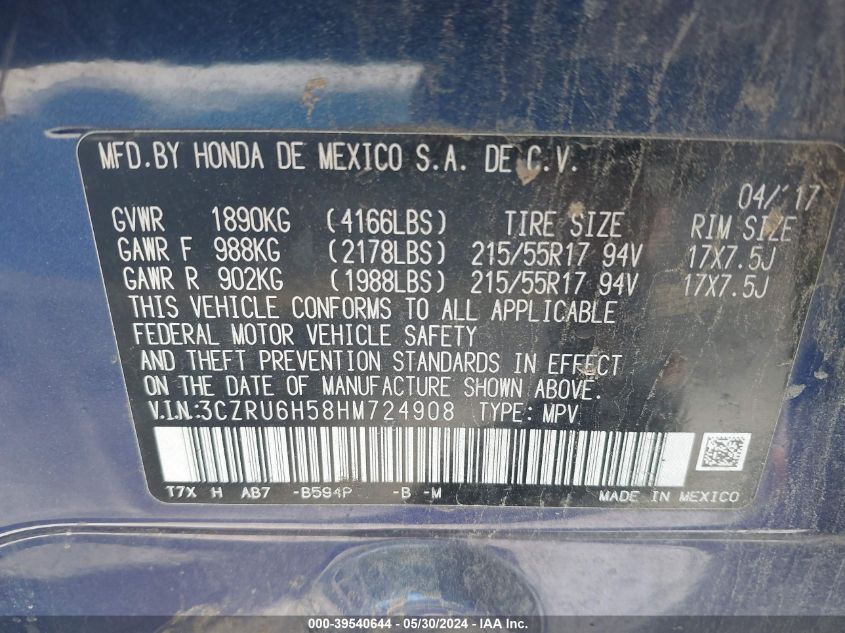 MFD.BY HONDA DE MEXICO S.A. DE C.V.
04/'17
GVWR 1890KG (4166LBS) TIRE SIZE RIM SIZE
GAWR F 988KG (2178LBS) 215/55R17 94V 17X7.5J
GAWR R 902KG (1988LBS) 215/55R17 94V 17X7.5J
THIS VEHICLE CONFORMS TO ALL APPLICABLE
FEDERAL MOTOR VEHICLE SAFETY
AND THEFT PREVENTION STANDARDS IN EFFECT
ON THE DATE OF MANUFACTURE SHOWN ABOVE.
V.I.N.:3CZRU6H58HM724908 TYPE: MPV
T7X H AB7 -B594P -B -M MADE IN MEXICO
000-39540644 - 05/30/2024 - IAA Inc.